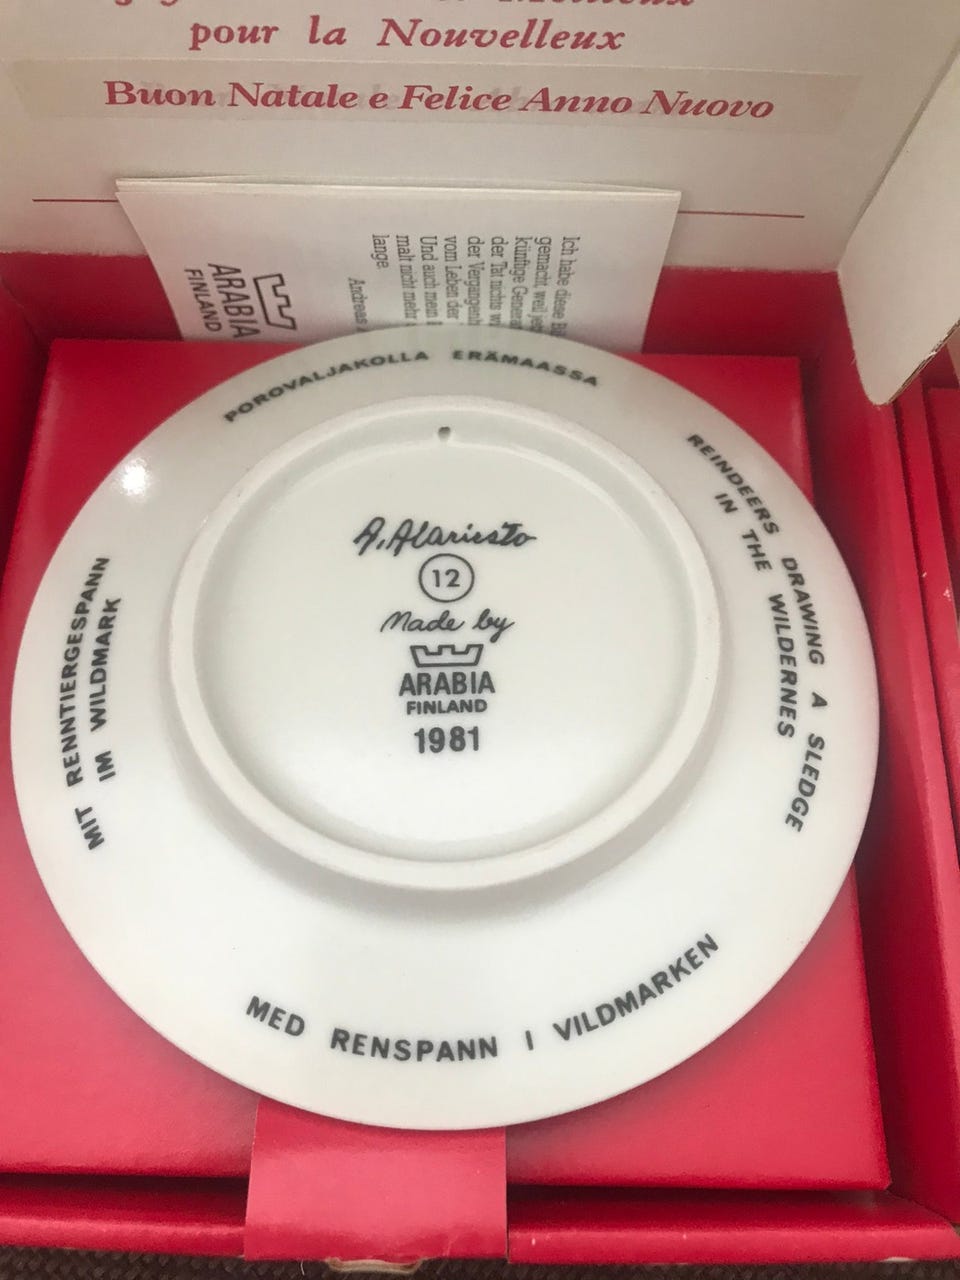 pour la Nouvelleux
Buon Natale e Felice Anno Nuovo
Ich habe diese
gemacht, weil
künftige
der Tat nichts
der
vom Leben der
Und auch mein
malt nicht mehr
lange.
Andreas
ARABIA
FINLAND
POROVALJAKOLLA ERÄMAASSA
REINDEERS DRAWING A SLEDGE
IN THE WILDERNES
MIT RENNTIERGESPANN
IM WILDMARK
MED RENSPANN I VILDMARKEN
A. Alariesto
12
Made by
ARABIA
FINLAND
1981